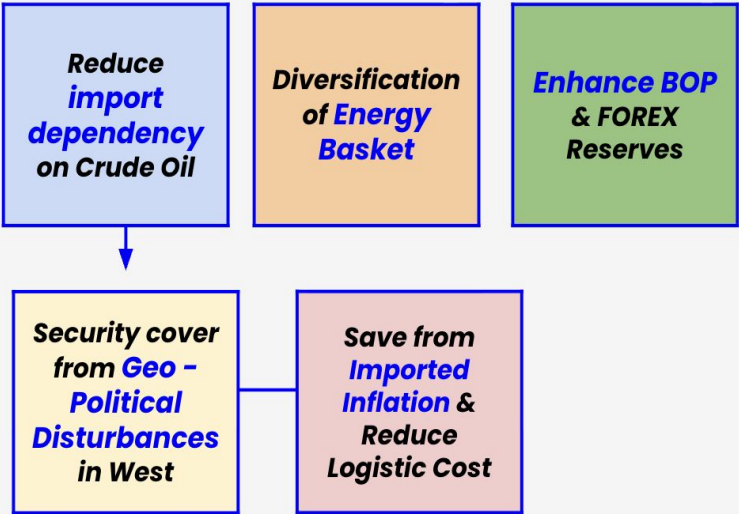 Reduce
import
dependency
on Crude Oil
Diversification
of Energy
Basket
Enhance BOP
& FOREX
Reserves
Security cover
from Geo -
Political
Disturbances
in West
Save from
Imported
Inflation &
Reduce
Logistic Cost